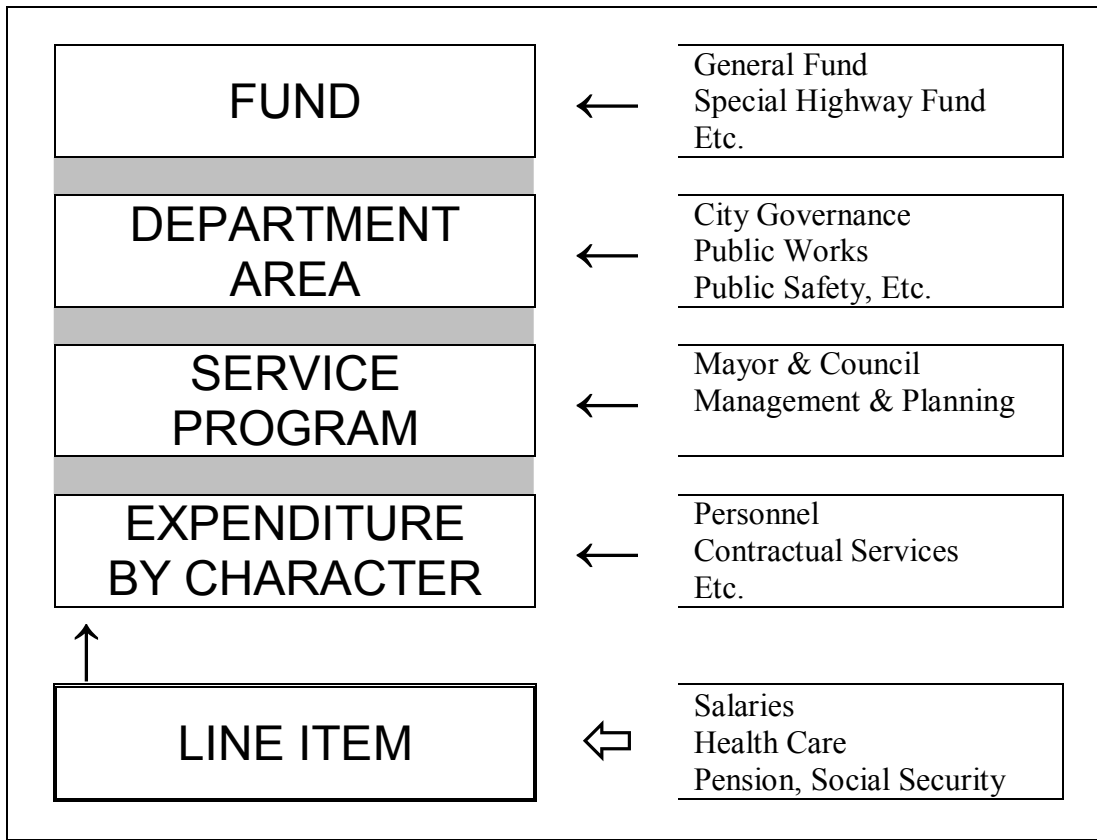 FUND
General Fund
Special Highway Fund
Etc.
DEPARTMENT
AREA
City Governance
Public Works
Public Safety, Etc.
SERVICE
PROGRAM
Mayor & Council
Management & Planning
EXPENDITURE
BY CHARACTER
Personnel
Contractual Services
Etc.
LINE ITEM
Salaries
Health Care
Pension, Social Security